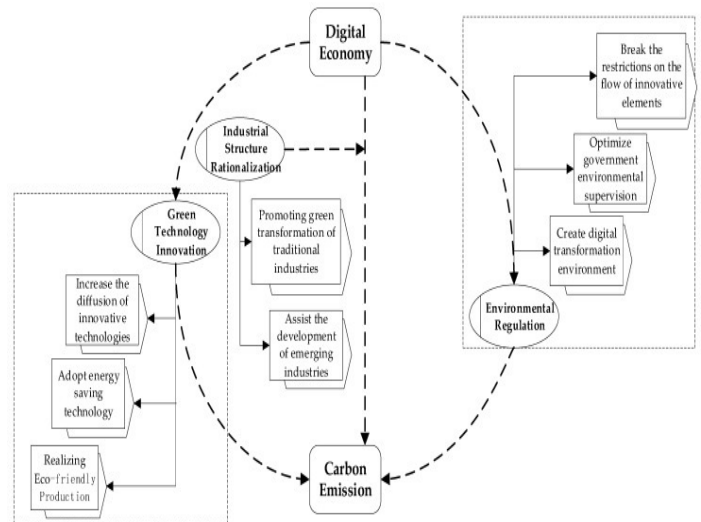 Digital
Economy
Industrial
Structure
Rationalization
Green
Technology
Innovation
Promoting green
transformation of
traditional
industries
Assist the
development
of emerging
industries
Increase the
diffusion of
innovative
technologies
Adopt energy
saving
technology
Realizing
Eco-friendly
Production
Break the
restrictions on the
flow of innovative
elements
Optimize
government
environmental
supervision
Create digital
transformation
environment
Environmental
Regulation
Carbon
Emission